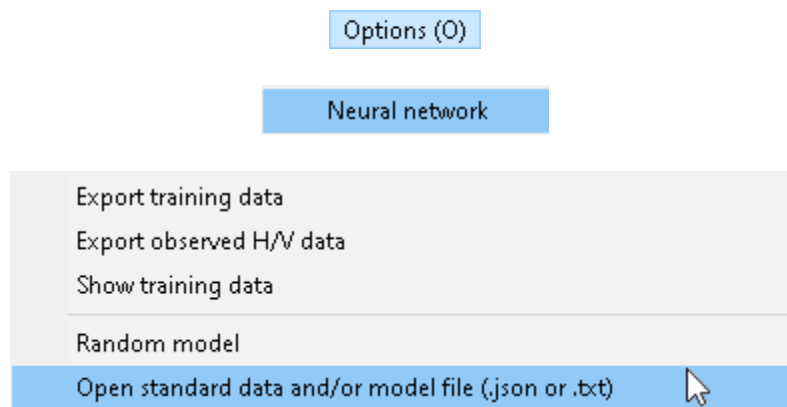 Options (O)
Neural network
Export training data
Export observed H/V data
Show training data
Random model
Open standard data and/or model file (.json or .txt)